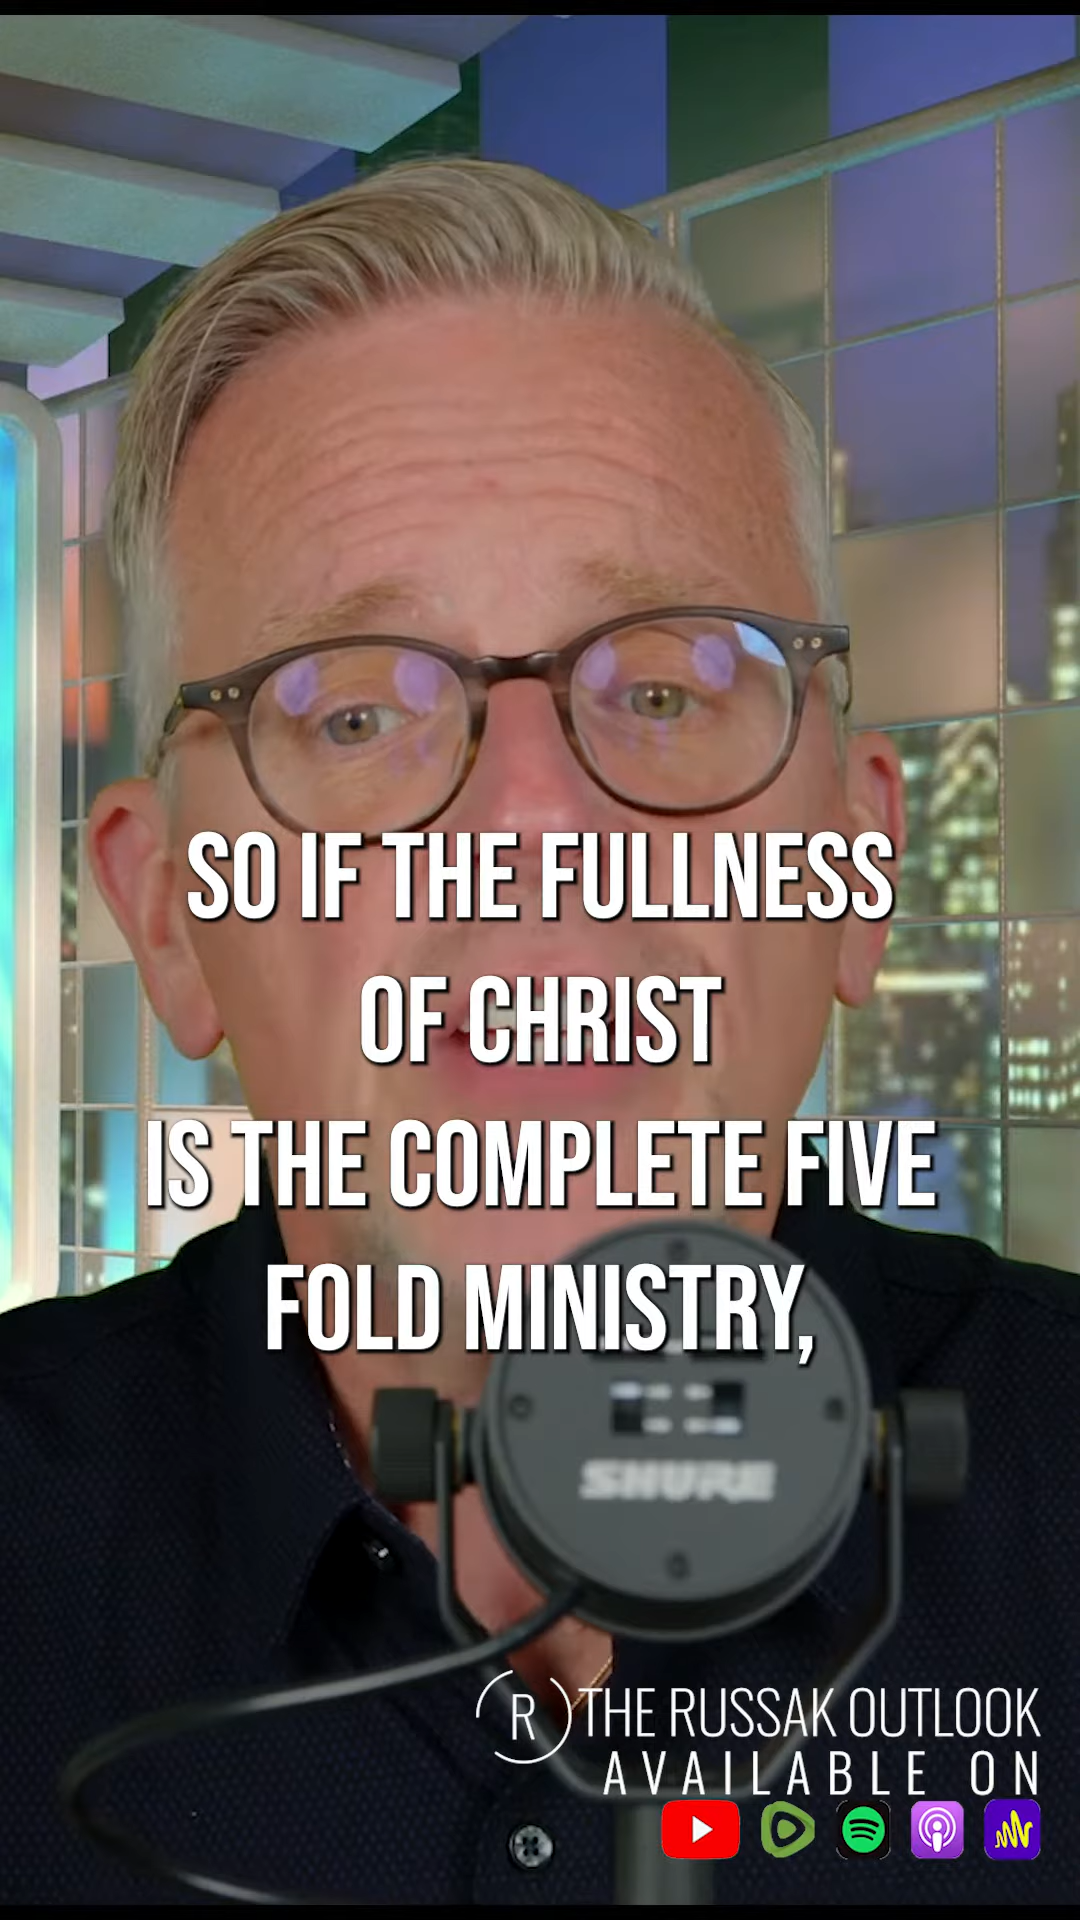 SO IF THE FULLNESS
OF CHRIST
IS THE COMPLETE FIVE
FOLD MINISTRY,
SHURE
R THE RUSSAK OUTLOOK
AVAILABLE ON